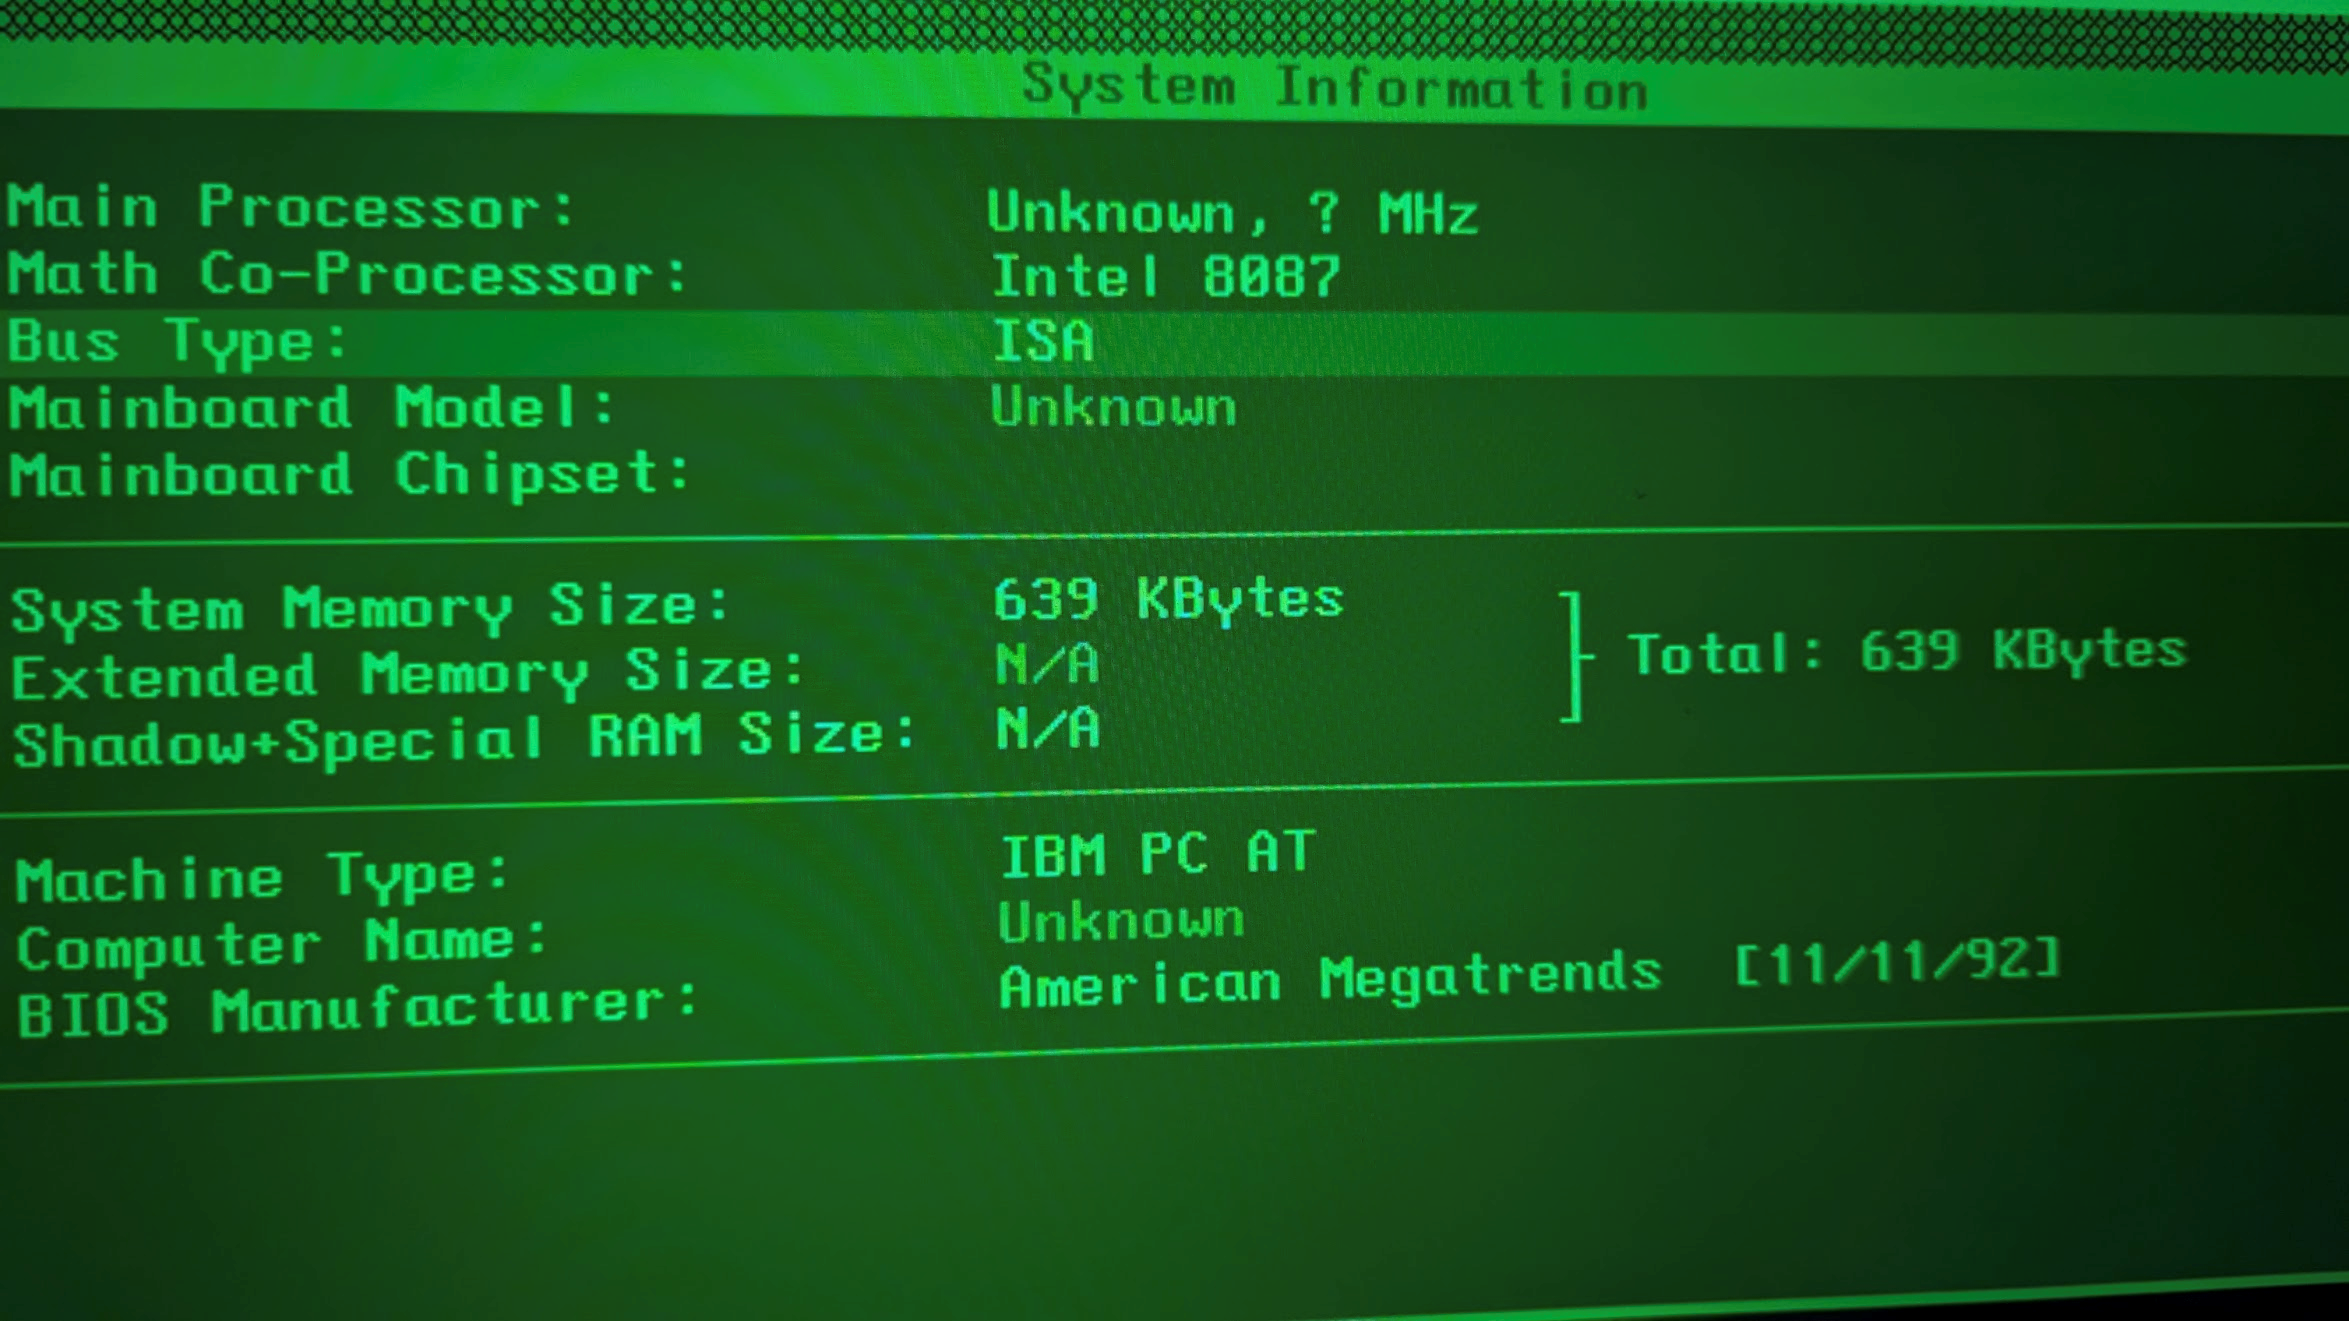 System Information
Main Processor: Unknown, ? MHz
Math Co-Processor: Intel 8087
Bus Type: ISA
Mainboard Model: Unknown
Mainboard Chipset:
System Memory Size: 639 KBytes
Extended Memory Size: N/A
Total: 639 KBytes
Shadow+Special RAM Size: N/A
Machine Type: IBM PC AT
Computer Name: Unknown
BIOS Manufacturer: American Megatrends [11/11/92]